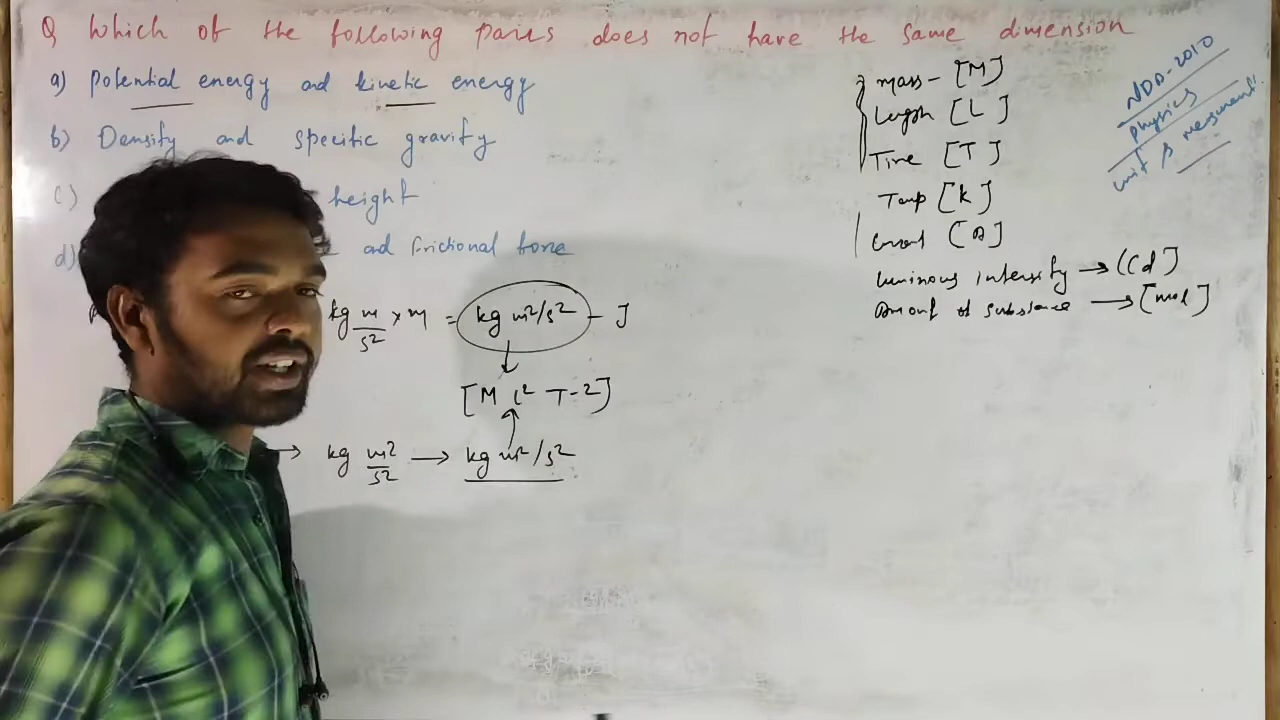 Q Which of the following pares does not have the same dimension
a) potential energy and kinetic energy
b) Density and specific gravity
c) height
d) and frictional force
kg m/s² × m = kg m²/s² - J
[M L² T-2]
→ kg m²/s² → kg m²/s²
mass - [M]
Length [L]
Time [T]
Temp [K]
Current [A]
luminous intensity → [Cd]
Amount of substance → [mol]
NDA-2010
physics
unit & mesurment